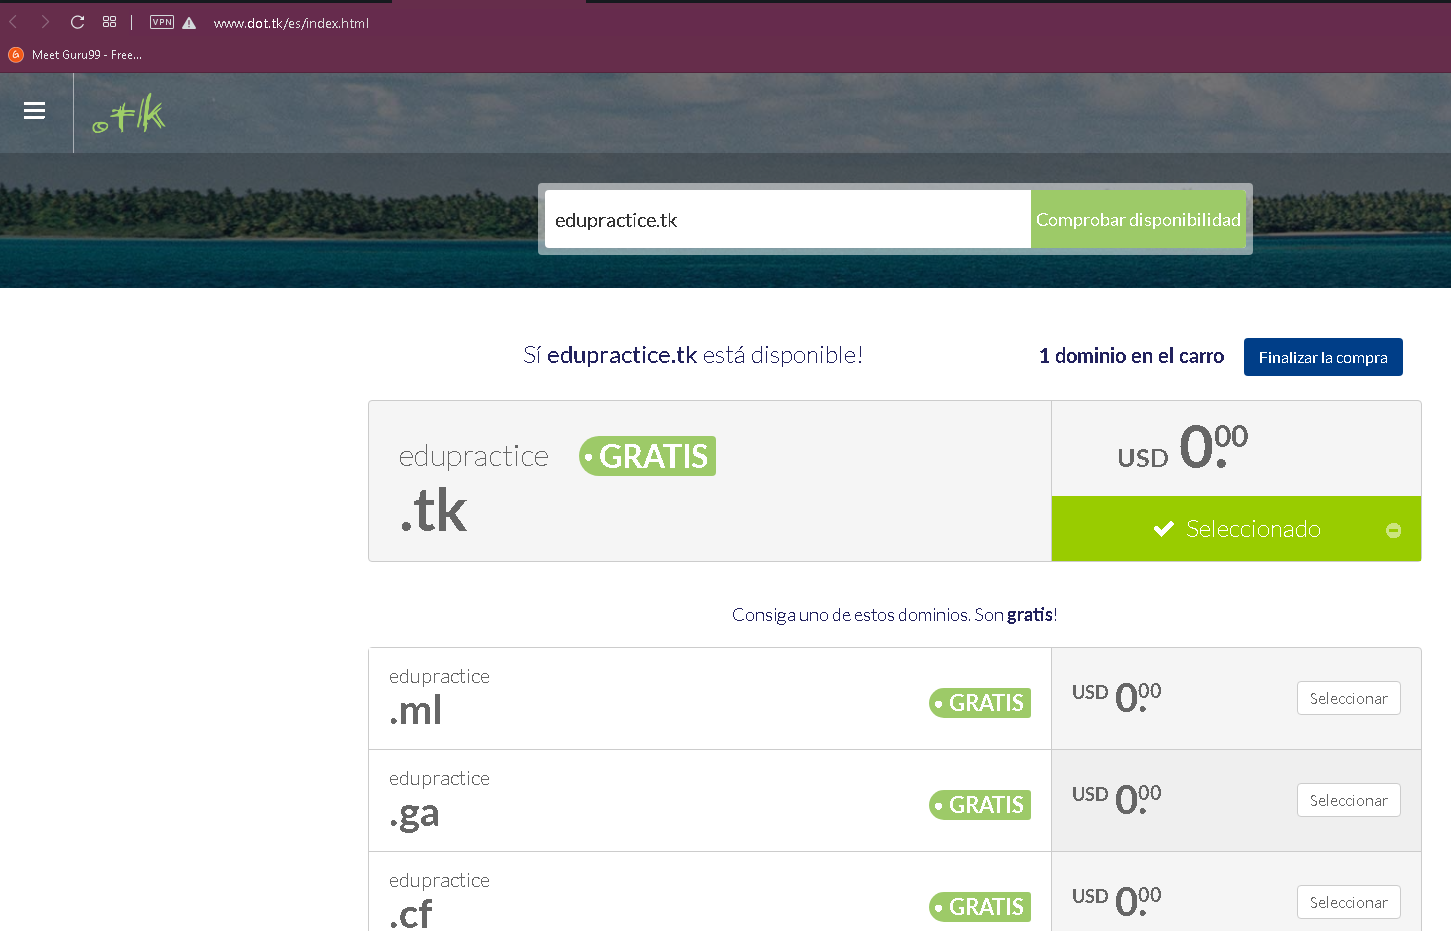 VPN
www.dot.tk/es/index.html
Meet Guru99 - Free...
.tk
edupractice.tk
Comprobar disponibilidad
Sí edupractice.tk está disponible!
1 dominio en el carro
Finalizar la compra
edupractice
GRATIS
.tk
USD 0.00
Seleccionado
Consiga uno de estos dominios. Son gratis!
edupractice
.ml
GRATIS
USD 0.00
Seleccionar
edupractice
.ga
GRATIS
USD 0.00
Seleccionar
edupractice
.cf
GRATIS
USD 0.00
Seleccionar